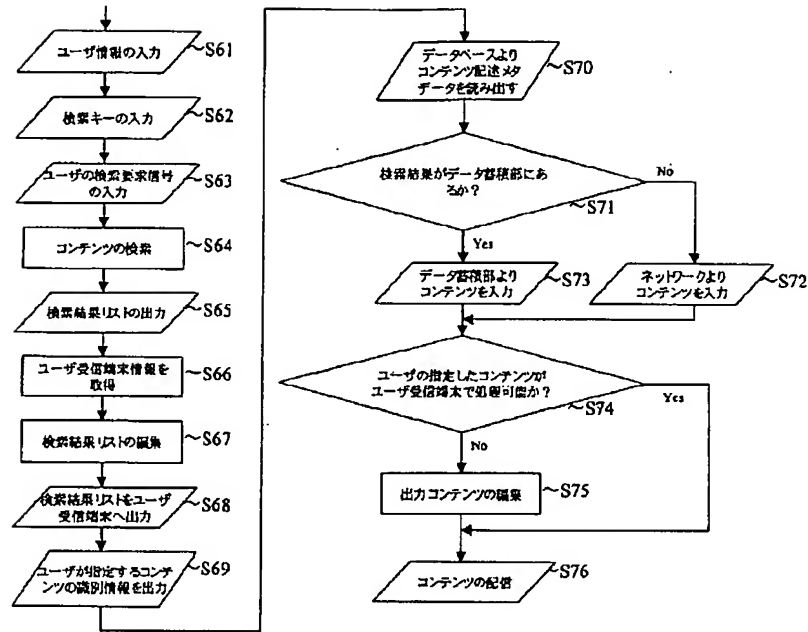 ユーザ情報の入力
S61
検索キーの入力
S62
ユーザの検索要求信号
の入力
S63
コンテンツの検索
S64
検索結果リストの出力
S65
ユーザ受信端末情報を
取得
S66
検索結果リストの編集
S67
検索結果リストをユーザ
受信端末へ出力
S68
ユーザが指定するコンテン
ツの識別情報を出力
S69
データベースより
コンテンツ記述メタ
データを読み出す
S70
検索結果がデータ蓄積部にあ
るか?
S71
No
Yes
データ蓄積部より
コンテンツを入力
S73
ネットワークより
コンテンツを入力
S72
ユーザの指定したコンテンツが
ユーザ受信端末で処理可能か?
S74
Yes
No
出力コンテンツの編集
S75
コンテンツの配信
S76